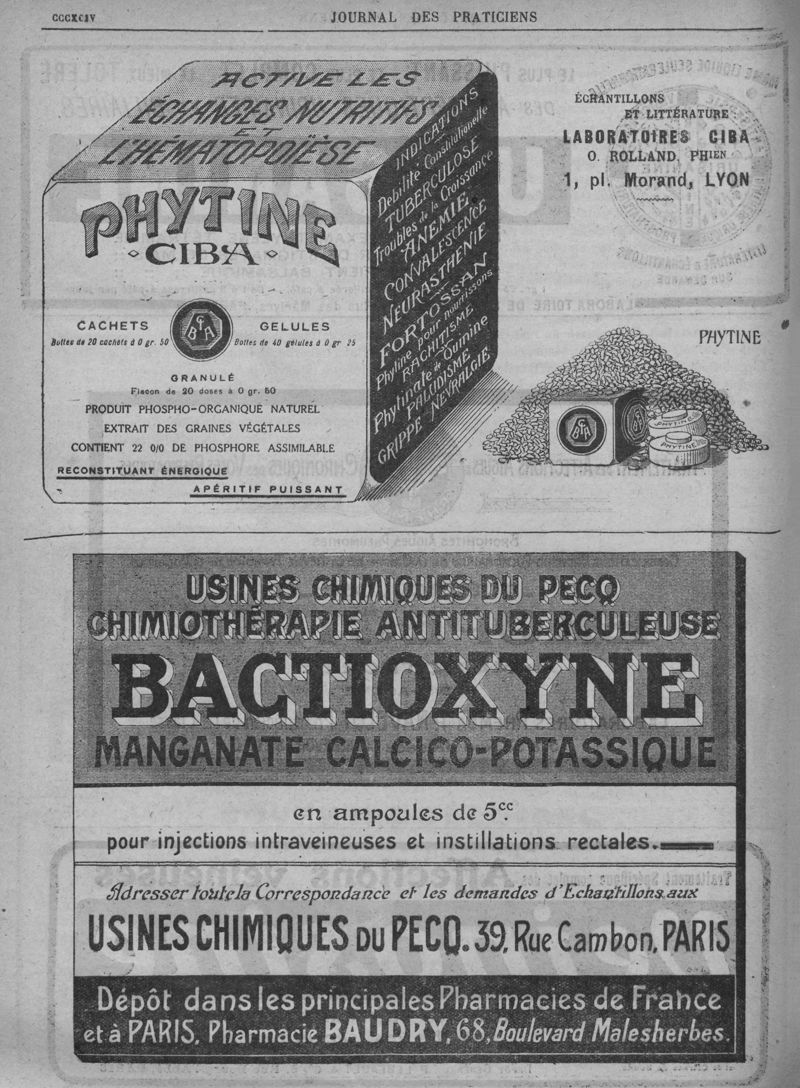 CCCXCIV
JOURNAL DES PRATICIENS
ACTIVE LES
ÉCHANGES NUTRITIFS
ET
L'HÉMATOPOÏÈSE
PHYTINE
CIBA
CACHETS
Boîtes de 20 cachets à 0 gr. 50
CIBA
GELULES
Boîtes de 40 gélules à 0 gr 25
GRANULÉ
Flacon de 20 doses à 0 gr. 50
PRODUIT PHOSPHO-ORGANIQUE NATUREL
EXTRAIT DES GRAINES VÉGÉTALES
CONTIENT 22 0/0 DE PHOSPHORE ASSIMILABLE
RECONSTITUANT ÉNERGIQUE
APÉRITIF PUISSANT
INDICATIONS
Débilité Constitutionelle
TUBERCULOSE
Troubles de la Croissance
ANÉMIE
CONVALESCENCE
NEURASTHÉNIE
FORTOSSAN
Phytine pour nourrissons
RACHITISME
Phytinate de Quinine
PALUDISME
GRIPPE - NÉVRALGIE
ÉCHANTILLONS
ET LITTÉRATURE :
LABORATOIRES CIBA
O. ROLLAND, PHIEN
1, pl. Morand, LYON
PHYTINE
CIBA
PHYTINE
PHYTINE
USINES CHIMIQUES DU PECQ
CHIMIOTHÉRAPIE ANTITUBERCULEUSE
BACTIOXYNE
MANGANATE CALCICO-POTASSIQUE
en ampoules de 5cc.
pour injections intraveineuses et instillations rectales.
Adresser toute la Correspondance et les demandes d'Echantillons aux
USINES CHIMIQUES DU PECQ. 39, Rue Cambon, PARIS
Dépôt dans les principales Pharmacies de France
et à PARIS, Pharmacie BAUDRY, 68, Boulevard Malesherbes.